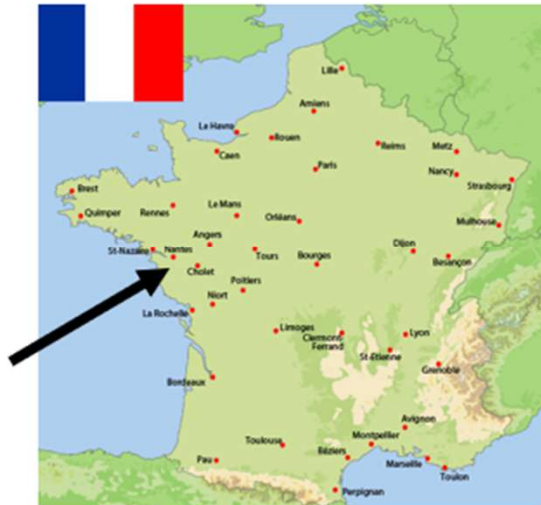 Lille
Amiens
Le Havre
Rouen
Reims
Metz
Caen
Paris
Nancy
Strasbourg
Brest
Quimper
Rennes
Le Mans
Orléans
Mulhouse
Angers
St-Nazaire
Nantes
Tours
Dijon
Besançon
Cholet
Bourges
Poitiers
Niort
La Rochelle
Limoges
Clermons-
Ferrand
Lyon
St-Etienne
Grenoble
Bordeaux
Avignon
Toulouse
Montpelier
Béziers
Pau
Marseille
Toulon
Perpignan